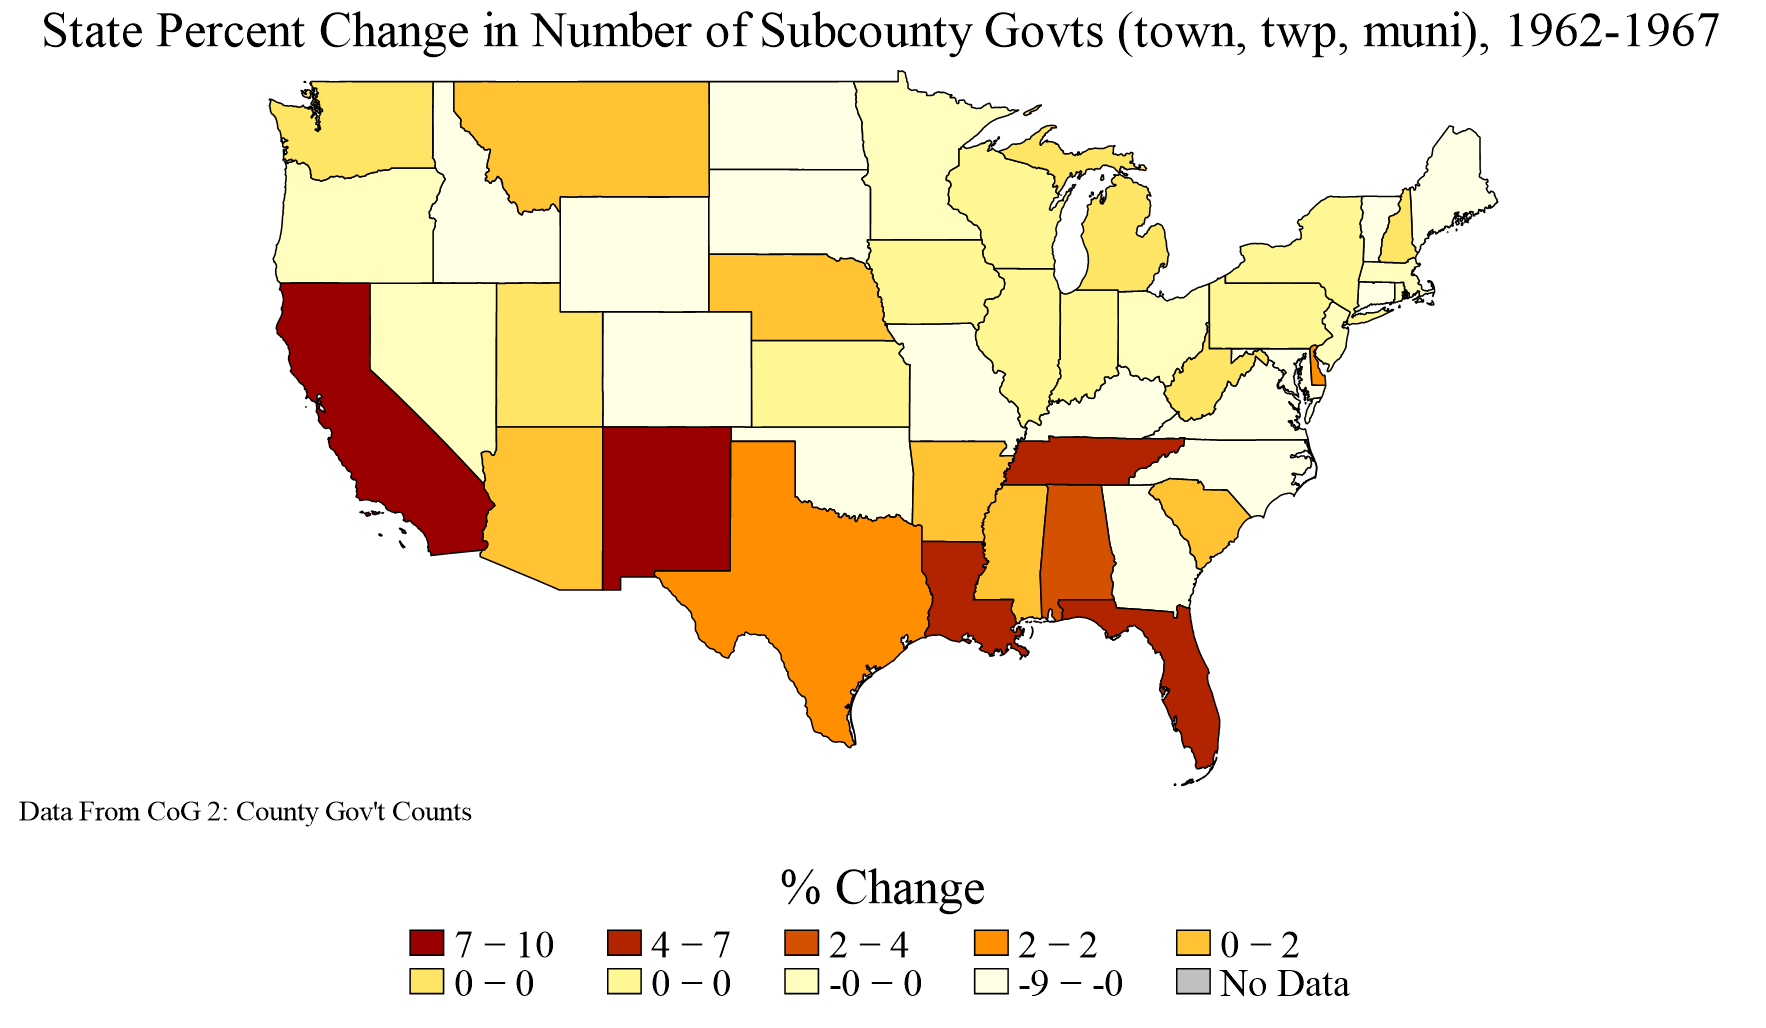 State Percent Change in Number of Subcounty Govts (town, twp, muni), 1962-1967
Data From CoG 2: County Gov't Counts
% Change
7 − 10 4 − 7 2 − 4 2 − 2 0 − 2
0 − 0 0 − 0 -0 − 0 -9 − -0 No Data